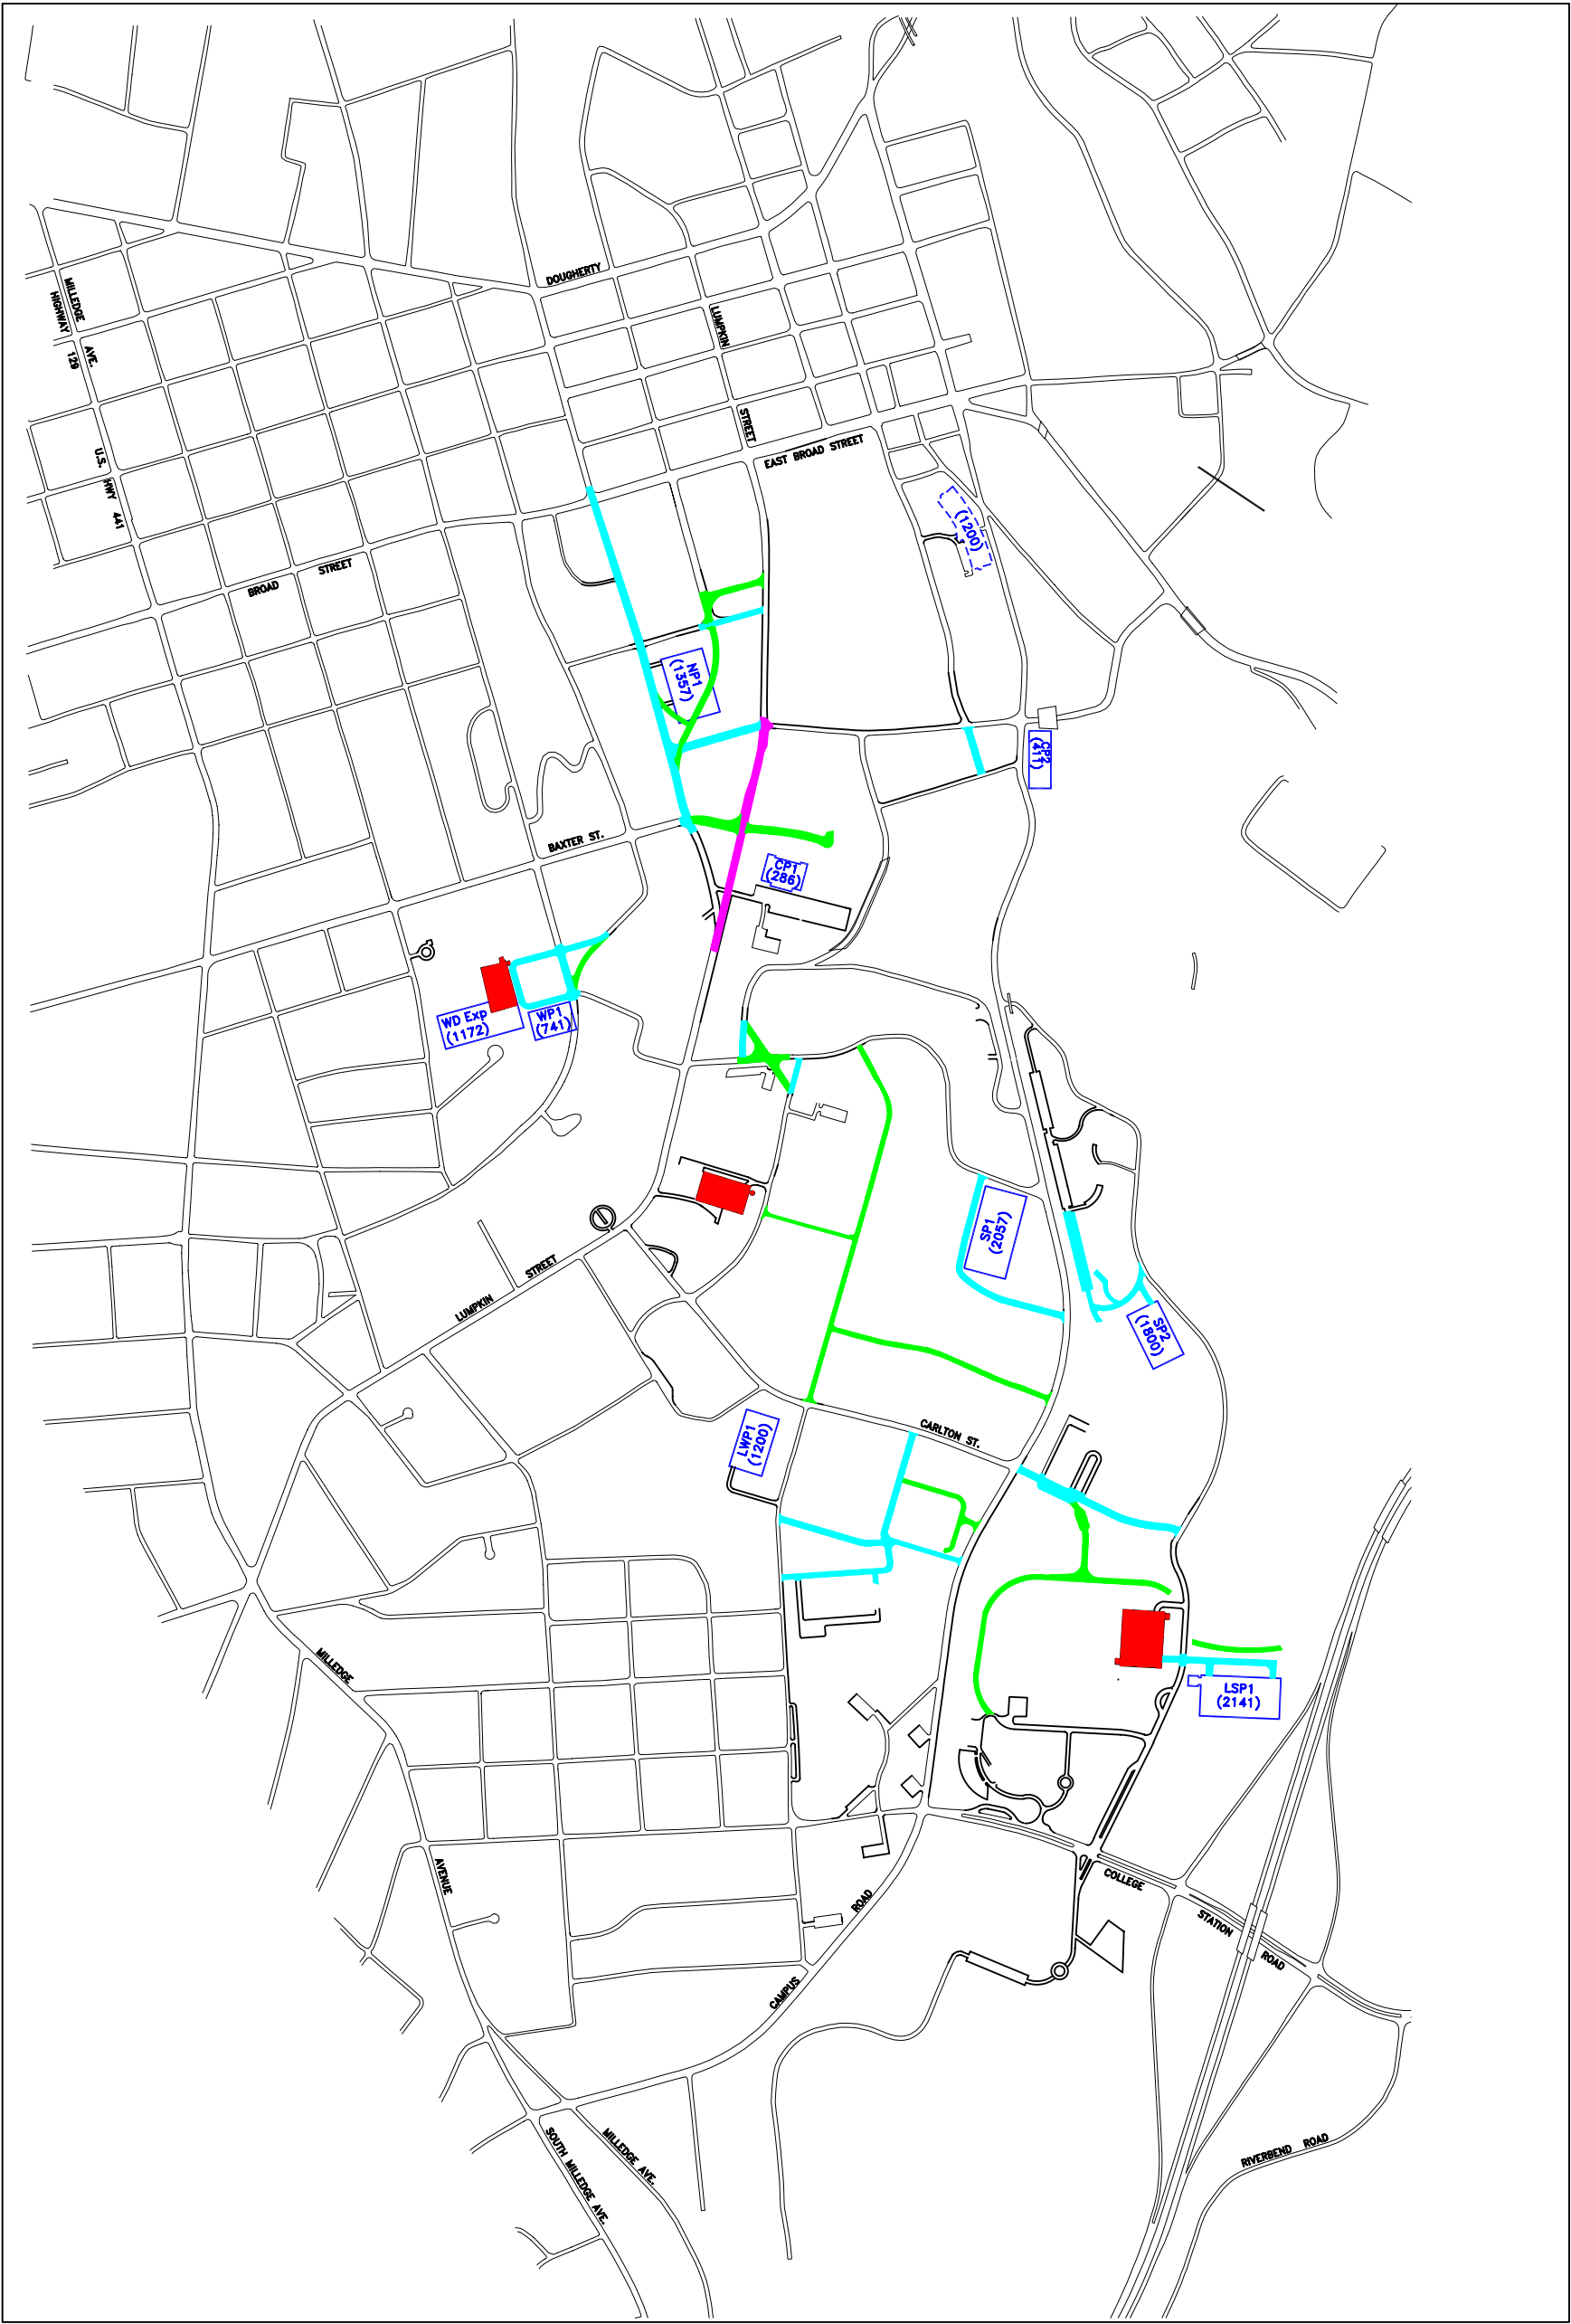 DOUGHERTY
MILLEDGE
AVE.
HIGHWAY
129
LUMPKIN
STREET
EAST BROAD STREET
U.S.
HWY
441
(1200)
BROAD
STREET
NP1
(1357)
CP2
(411)
BAXTER ST.
CP1
(286)
WD Exp
(1172)
WP1
(741)
SP1
(2057)
LUMPKIN
STREET
SP2
(1800)
LWP1
(1200)
CARLTON ST.
MILLEDGE
AVENUE
LSP1
(2141)
COLLEGE
STATION
ROAD
CAMPUS
ROAD
SOUTH MILLEDGE AVE.
MILLEDGE AVE.
RIVERBEND ROAD